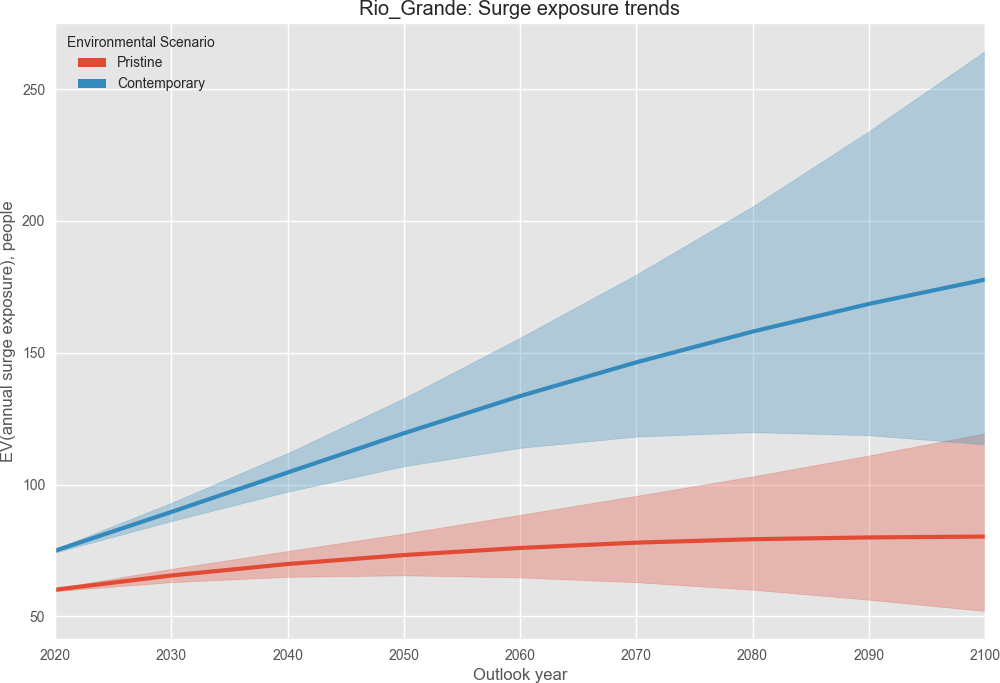 Rio_Grande: Surge exposure trends
Environmental Scenario
Pristine
Contemporary
EV(annual surge exposure), people
250
200
150
100
50
2020 2030 2040 2050 2060 2070 2080 2090 2100
Outlook year